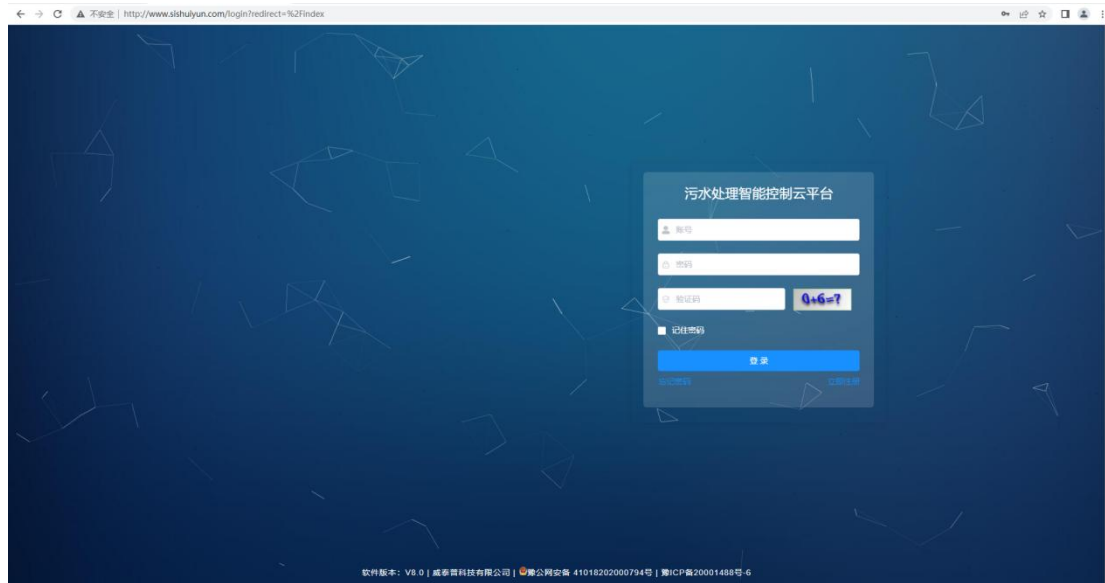 不安全 | http://www.sishuiyun.com/login?redirect=%2Findex
污水处理智能控制云平台
账号
密码
验证码
0+6=?
记住密码
登 录
忘记密码
立即注册
软件版本：V8.0 | 威泰普科技有限公司 | 豫公网安备 41018202000794号 | 豫ICP备20001488号-6